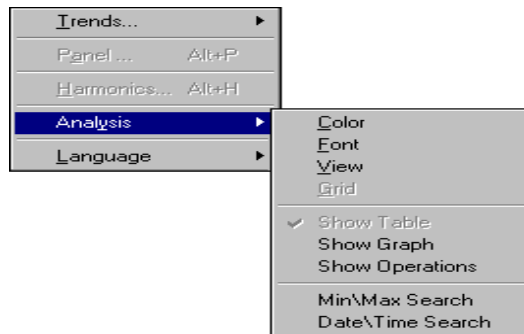 Trends...
Panel ... Alt+P
Harmonics... Alt+H
Analysis
Language
Color
Font
View
Grid
Show Table
Show Graph
Show Operations
Min\Max Search
Date\Time Search